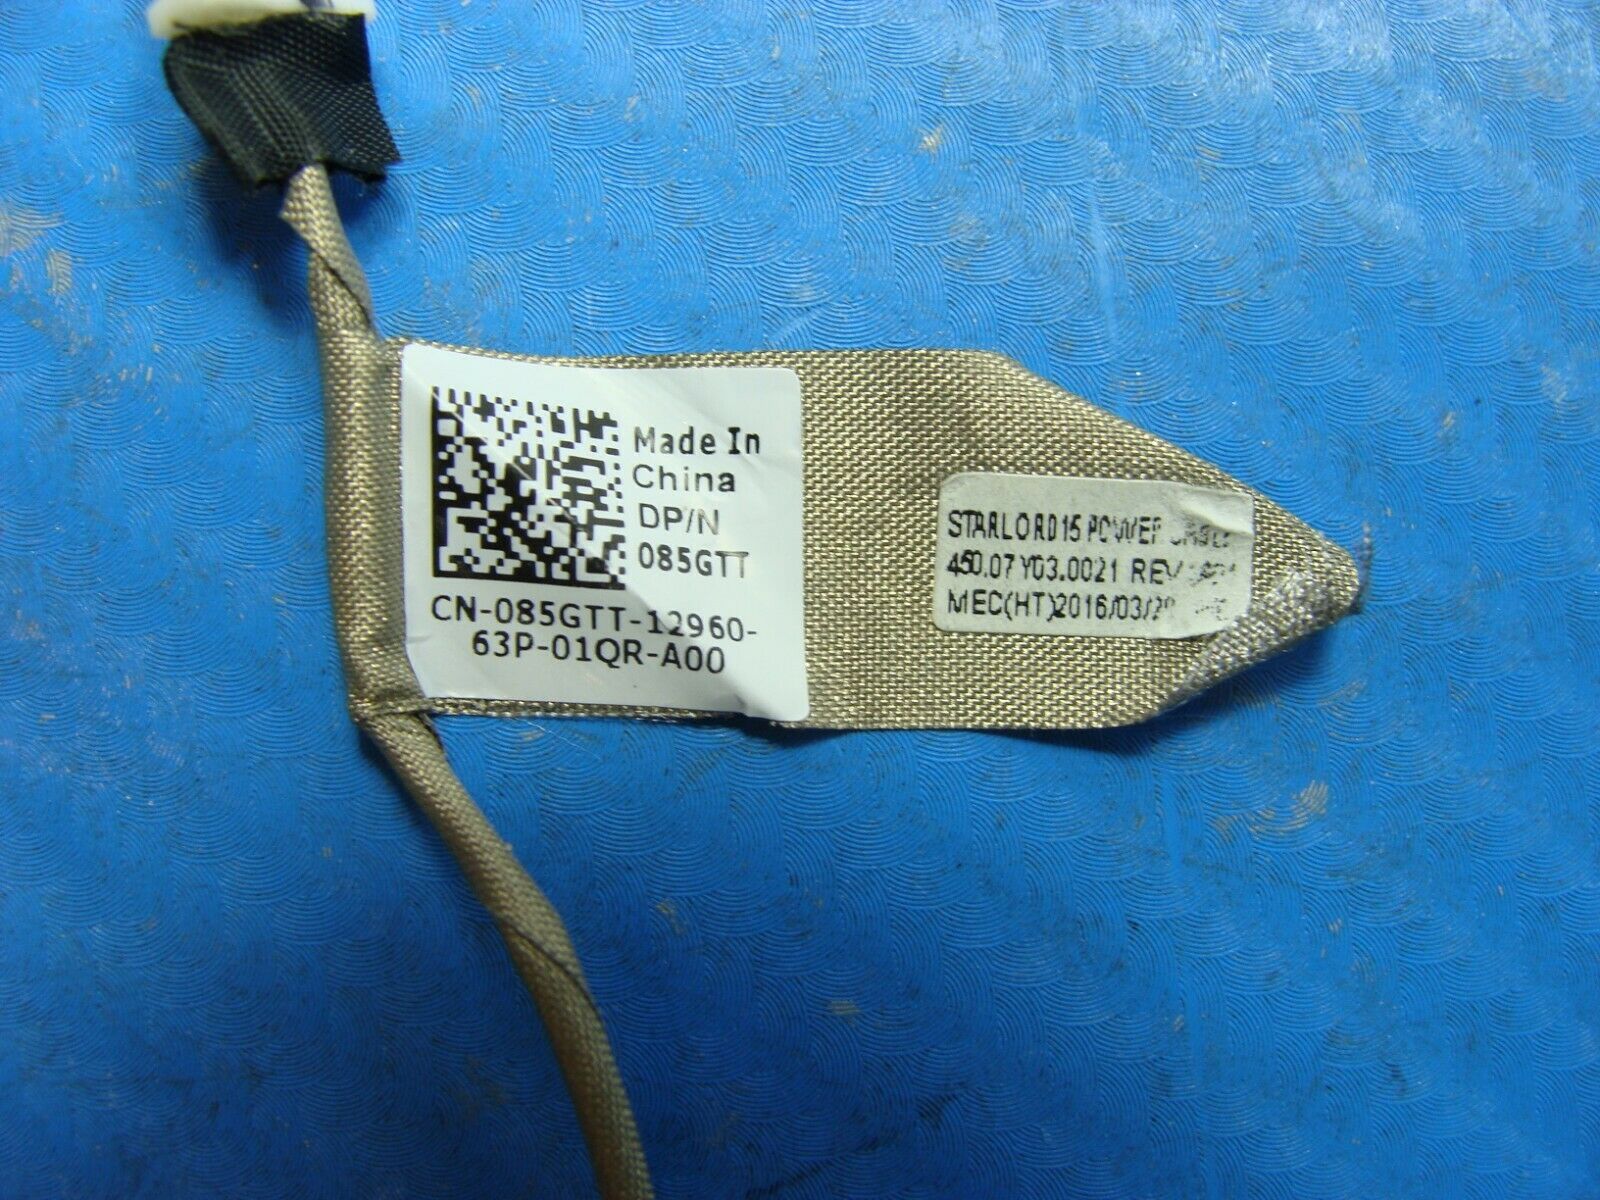 Made In
China
DP/N
085GTT
CN-085GTT-12960-
63P-01QR-A00
STARLORD15 POWER
450.07Y03.0021 REV
MEC(HT)2016/03/